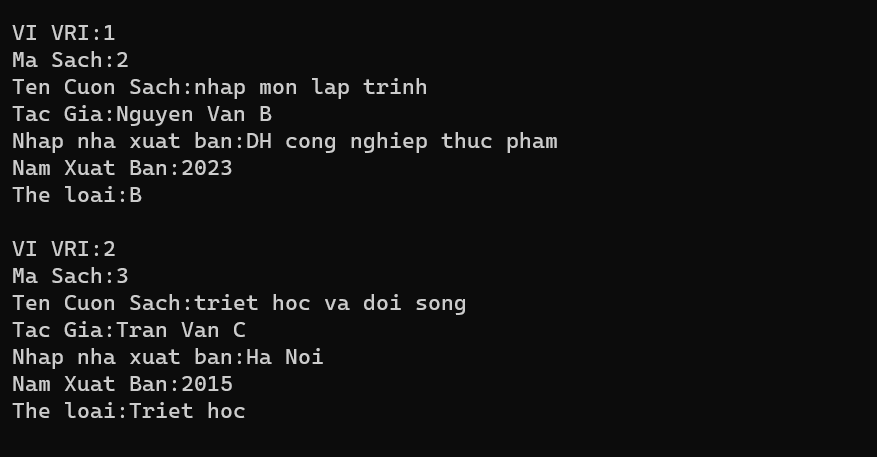 VI VRI:1
Ma Sach:2
Ten Cuon Sach:nhap mon lap trinh
Tac Gia:Nguyen Van B
Nhap nha xuat ban:DH cong nghiep thuc pham
Nam Xuat Ban:2023
The loai:B
VI VRI:2
Ma Sach:3
Ten Cuon Sach:triet hoc va doi song
Tac Gia:Tran Van C
Nhap nha xuat ban:Ha Noi
Nam Xuat Ban:2015
The loai:Triet hoc